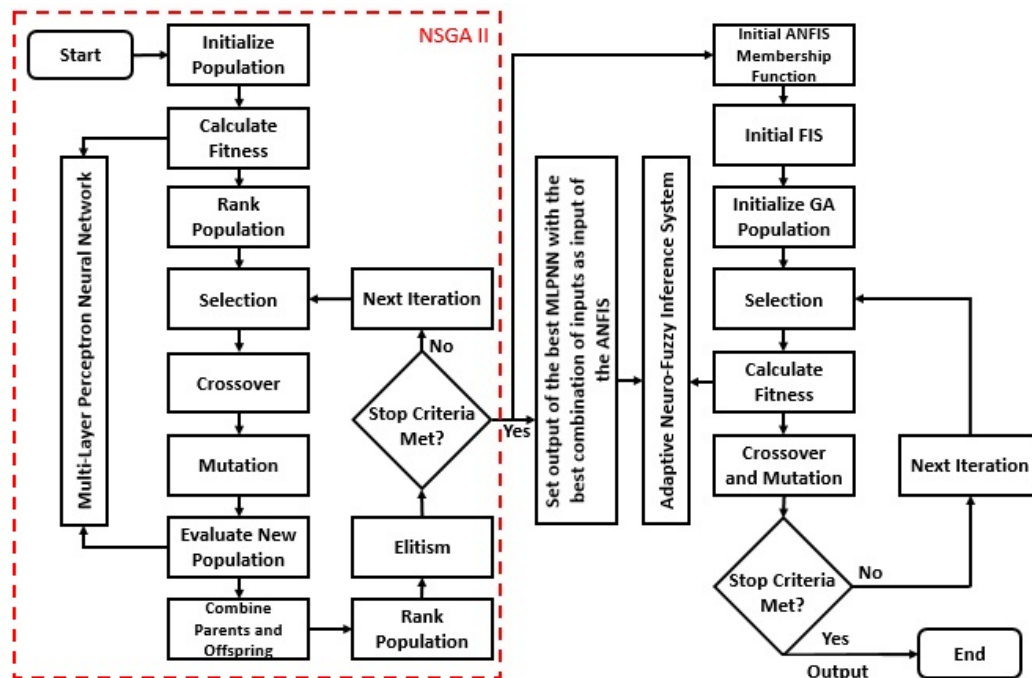 NSGA II
Start
Initialize
Population
Calculate
Fitness
Rank
Population
Selection
Crossover
Mutation
Evaluate New
Population
Combine
Parents and
Offspring
Multi-Layer Perceptron Neural Network
Rank
Population
Elitism
Stop Criteria
Met?
No
Next Iteration
Yes
Set output of the best MLPNN with the
best combination of inputs as input of
the ANFIS
Adaptive Neuro-Fuzzy Inference System
Initial ANFIS
Membership
Function
Initial FIS
Initialize GA
Population
Selection
Calculate
Fitness
Crossover
and Mutation
Stop Criteria
Met?
No
Next Iteration
Yes
Output
End